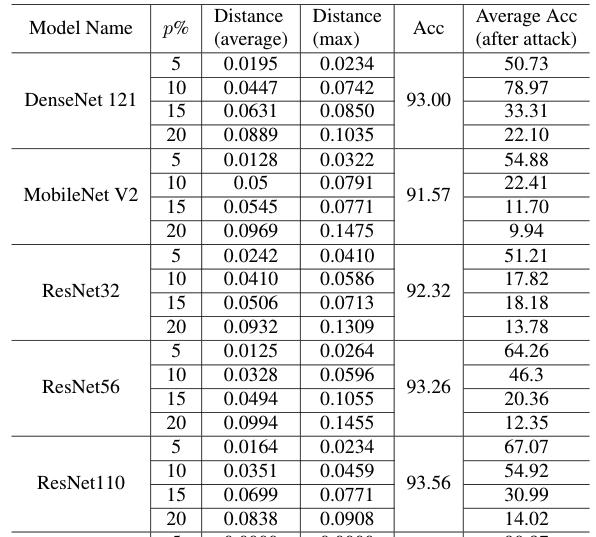 Model Name p% Distance (average) Distance (max) Acc Average Acc (after attack)
DenseNet 121 5 0.0195 0.0234 93.00 50.73
10 0.0447 0.0742 78.97
15 0.0631 0.0850 33.31
20 0.0889 0.1035 22.10
MobileNet V2 5 0.0128 0.0322 91.57 54.88
10 0.05 0.0791 22.41
15 0.0545 0.0771 11.70
20 0.0969 0.1475 9.94
ResNet32 5 0.0242 0.0410 92.32 51.21
10 0.0410 0.0586 17.82
15 0.0506 0.0713 18.18
20 0.0932 0.1309 13.78
ResNet56 5 0.0125 0.0264 93.26 64.26
10 0.0328 0.0596 46.3
15 0.0494 0.1055 20.36
20 0.0994 0.1455 12.35
ResNet110 5 0.0164 0.0234 93.56 67.07
10 0.0351 0.0459 54.92
15 0.0699 0.0771 30.99
20 0.0838 0.0908 14.02